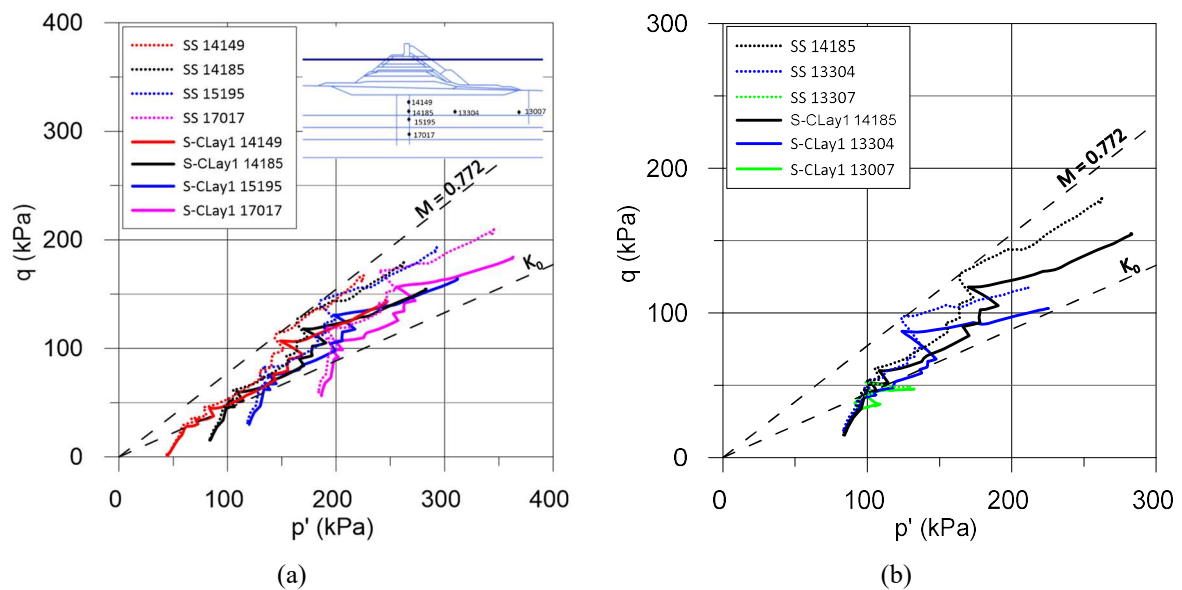 400
300
200
100
0
q (kPa)
SS 14149
SS 14185
SS 15195
SS 17017
S-CLay1 14149
S-CLay1 14185
S-CLay1 15195
S-CLay1 17017
14149
14185
15195
17017
13304
13007
M = 0.772
K0
0
100
200
300
400
p' (kPa)
(a)
300
200
100
0
q (kPa)
SS 14185
SS 13304
SS 13307
S-CLay1 14185
S-CLay1 13304
S-CLay1 13007
M = 0.772
K0
0
100
200
300
p' (kPa)
(b)